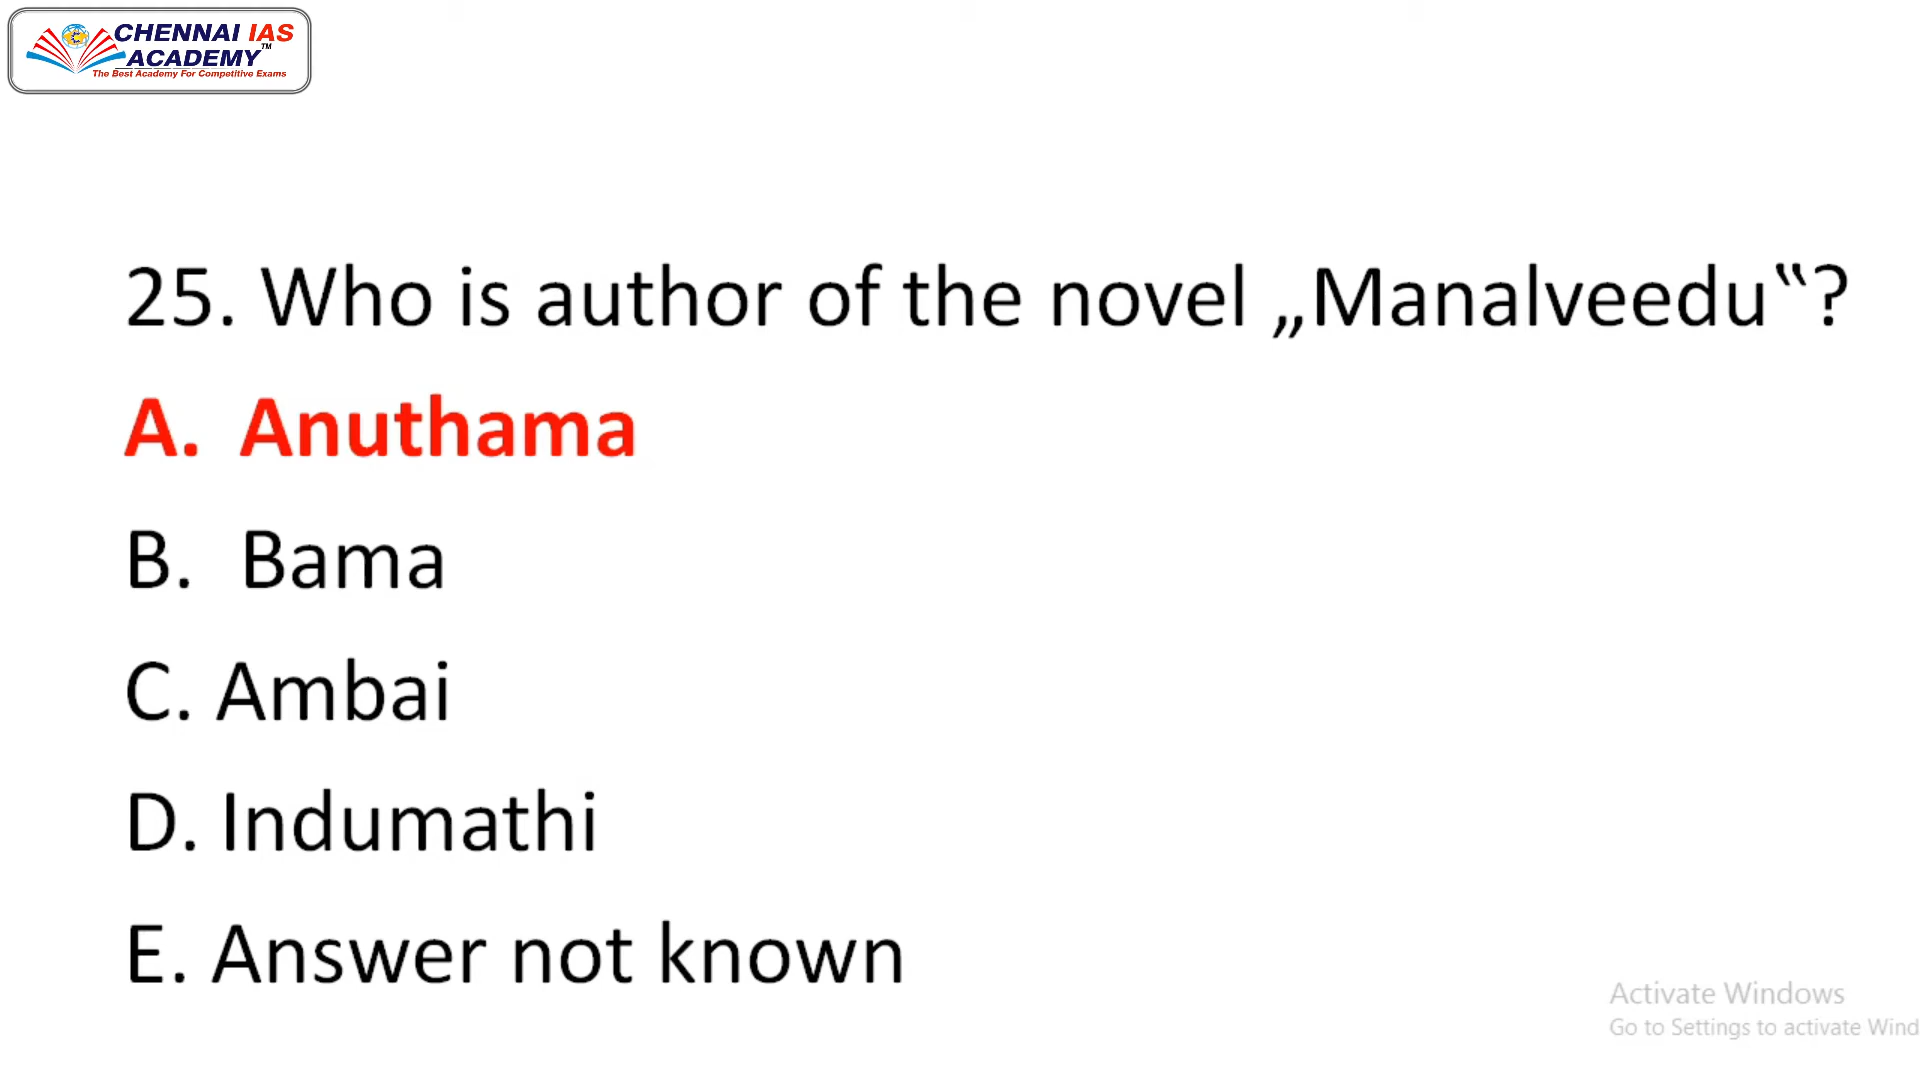 CHENNAI IAS
ACADEMY™
The Best Academy For Competitive Exams
25. Who is author of the novel „Manalveedu‟?
A. Anuthama
B. Bama
C. Ambai
D. Indumathi
E. Answer not known
Activate Windows
Go to Settings to activate Wind